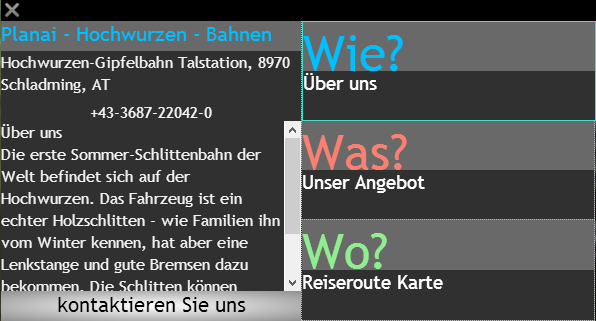 Planai - Hochwurzen - Bahnen
Hochwurzen-Gipfelbahn Talstation, 8970
Schladming, AT
+43-3687-22042-0
Über uns
Die erste Sommer-Schlittenbahn der
Welt befindet sich auf der
Hochwurzen. Das Fahrzeug ist ein
echter Holzschlitten - wie Familien ihn
vom Winter kennen, hat aber eine
Lenkstange und gute Bremsen dazu
bekommen. Die Schlitten können
kontaktieren Sie uns
Wie?
Über uns
Was?
Unser Angebot
Wo?
Reiseroute Karte